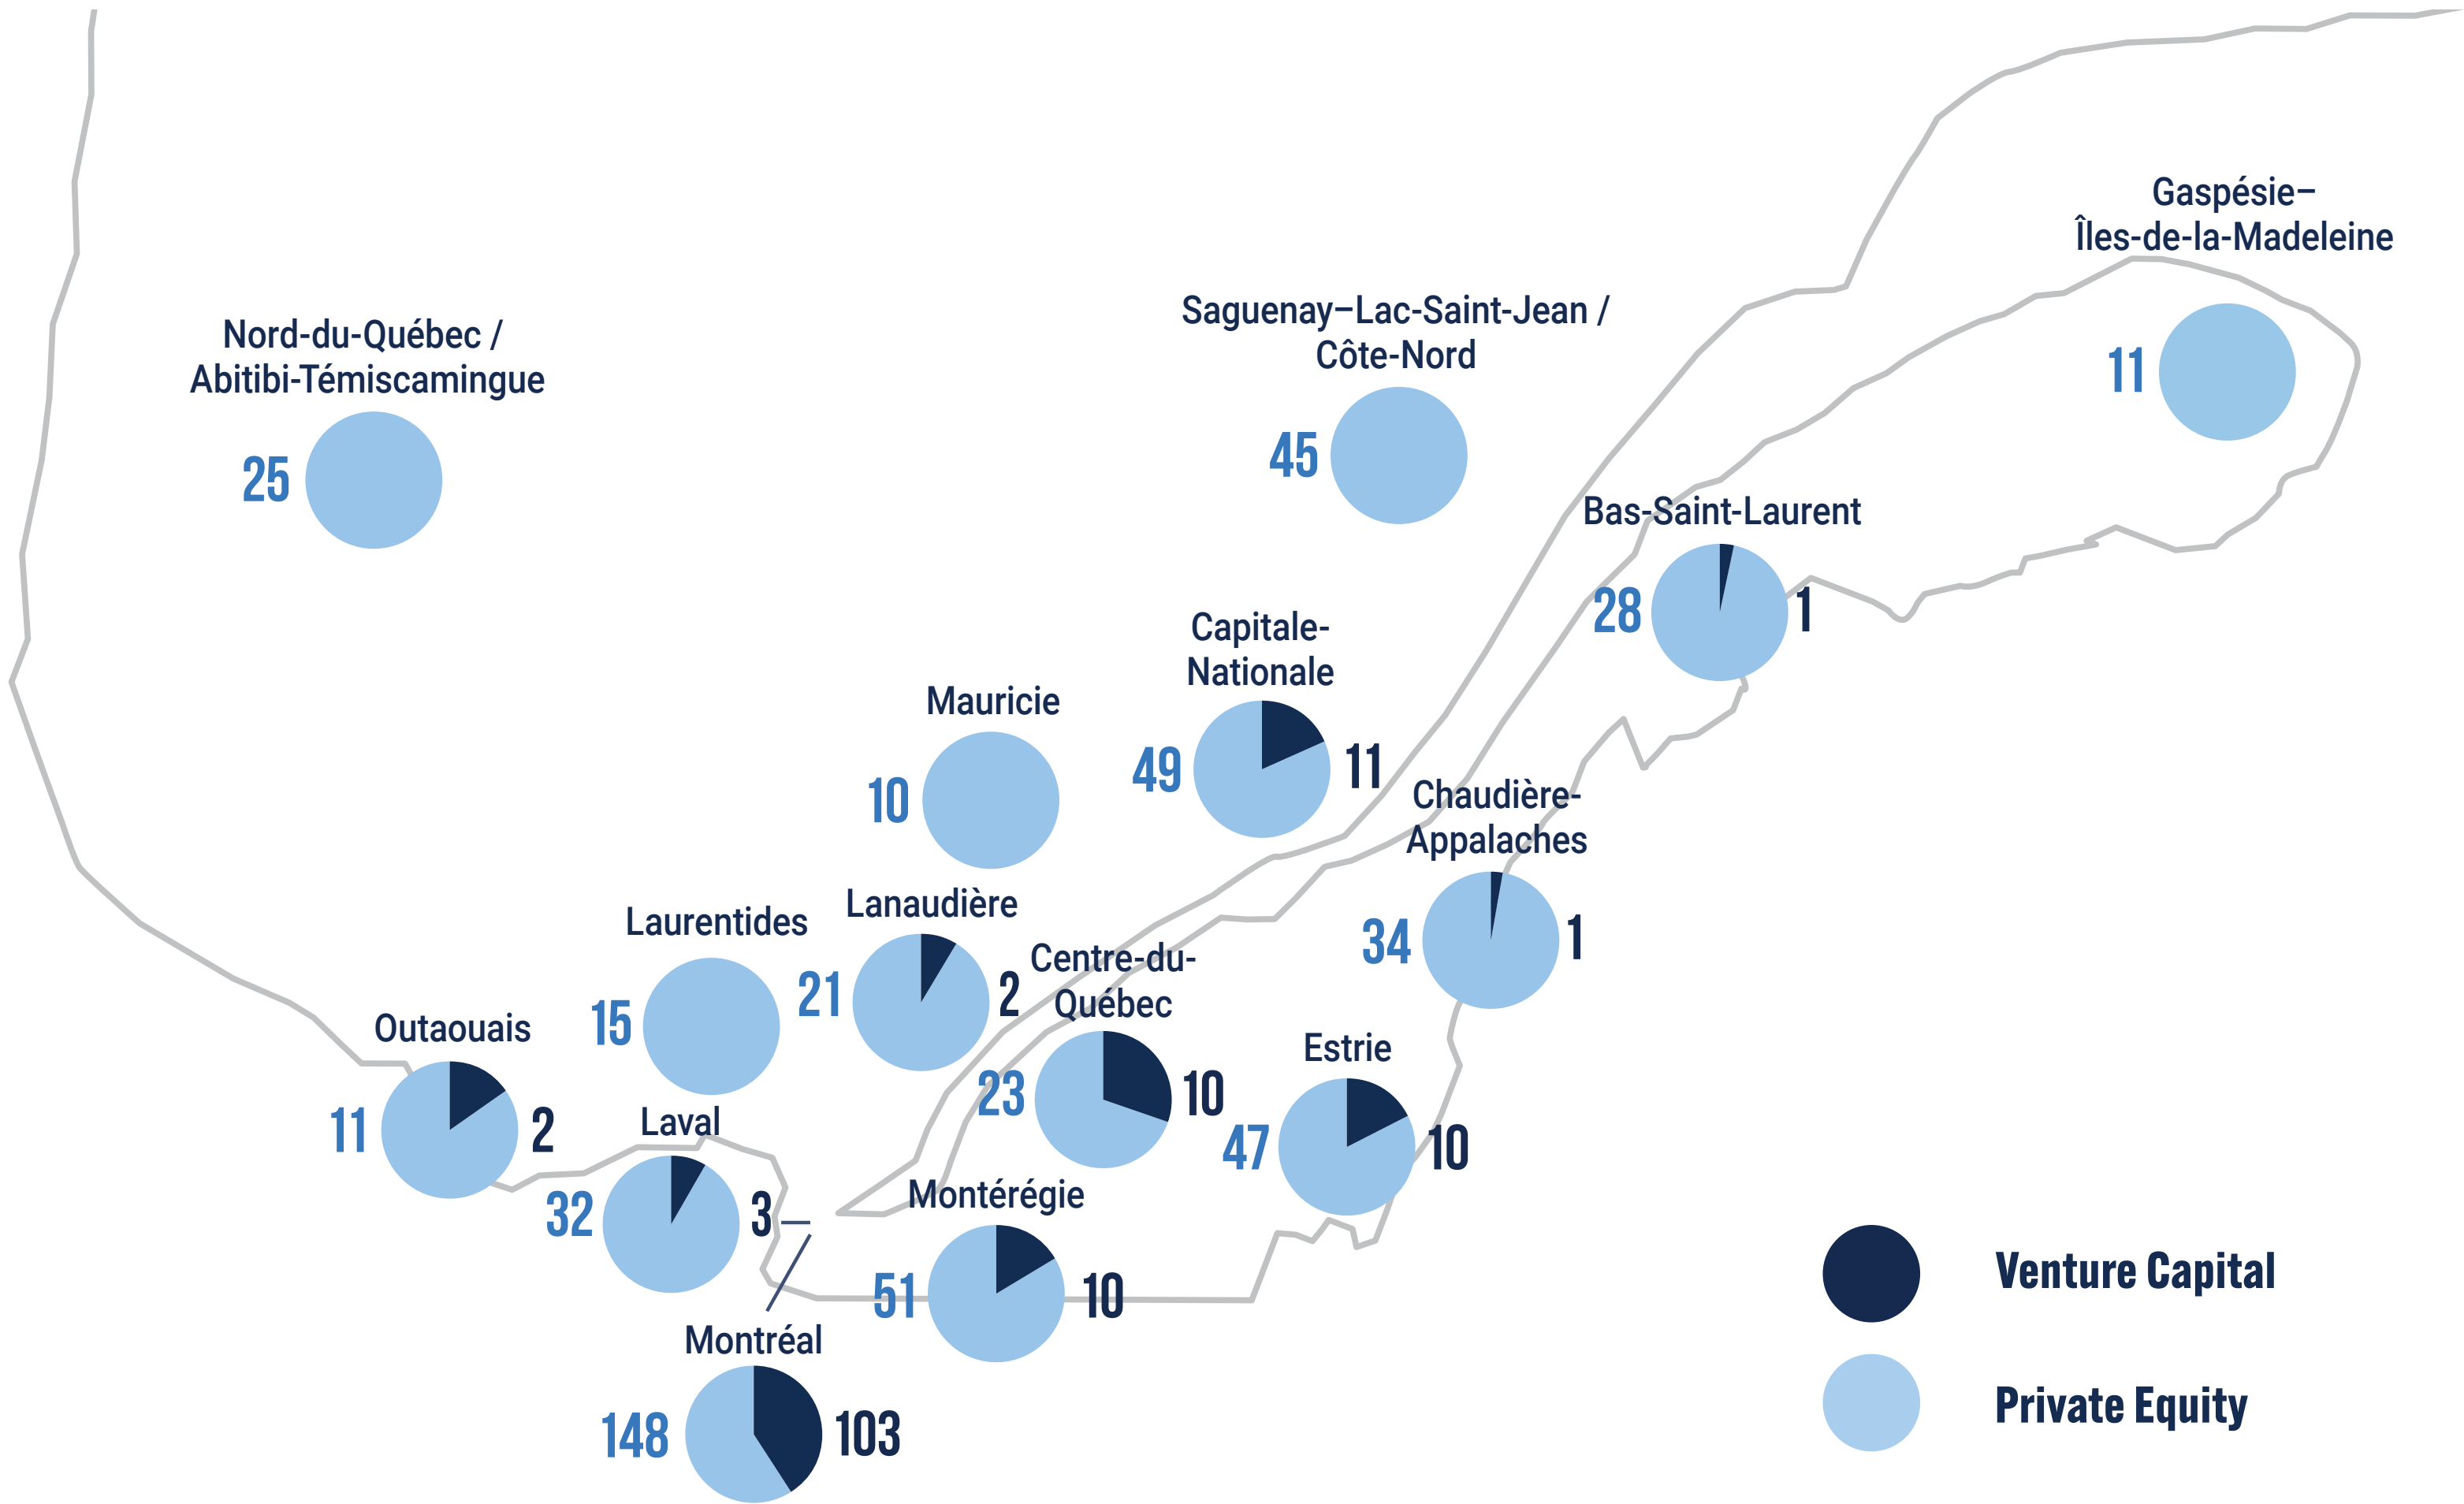 Gaspésie–
Îles-de-la-Madeleine
11
Saguenay–Lac-Saint-Jean /
Côte-Nord
45
Nord-du-Québec /
Abitibi-Témiscamingue
25
Bas-Saint-Laurent
28 1
Capitale-
Nationale
49 11
Mauricie
10
Chaudière-
Appalaches
34 1
Lanaudière
21 2
Laurentides
15
Centre-du-
Québec
23 10
Outaouais
11 2
Estrie
47 10
Laval
32 3
Montérégie
51 10
Montréal
148 103
Venture Capital
Private Equity